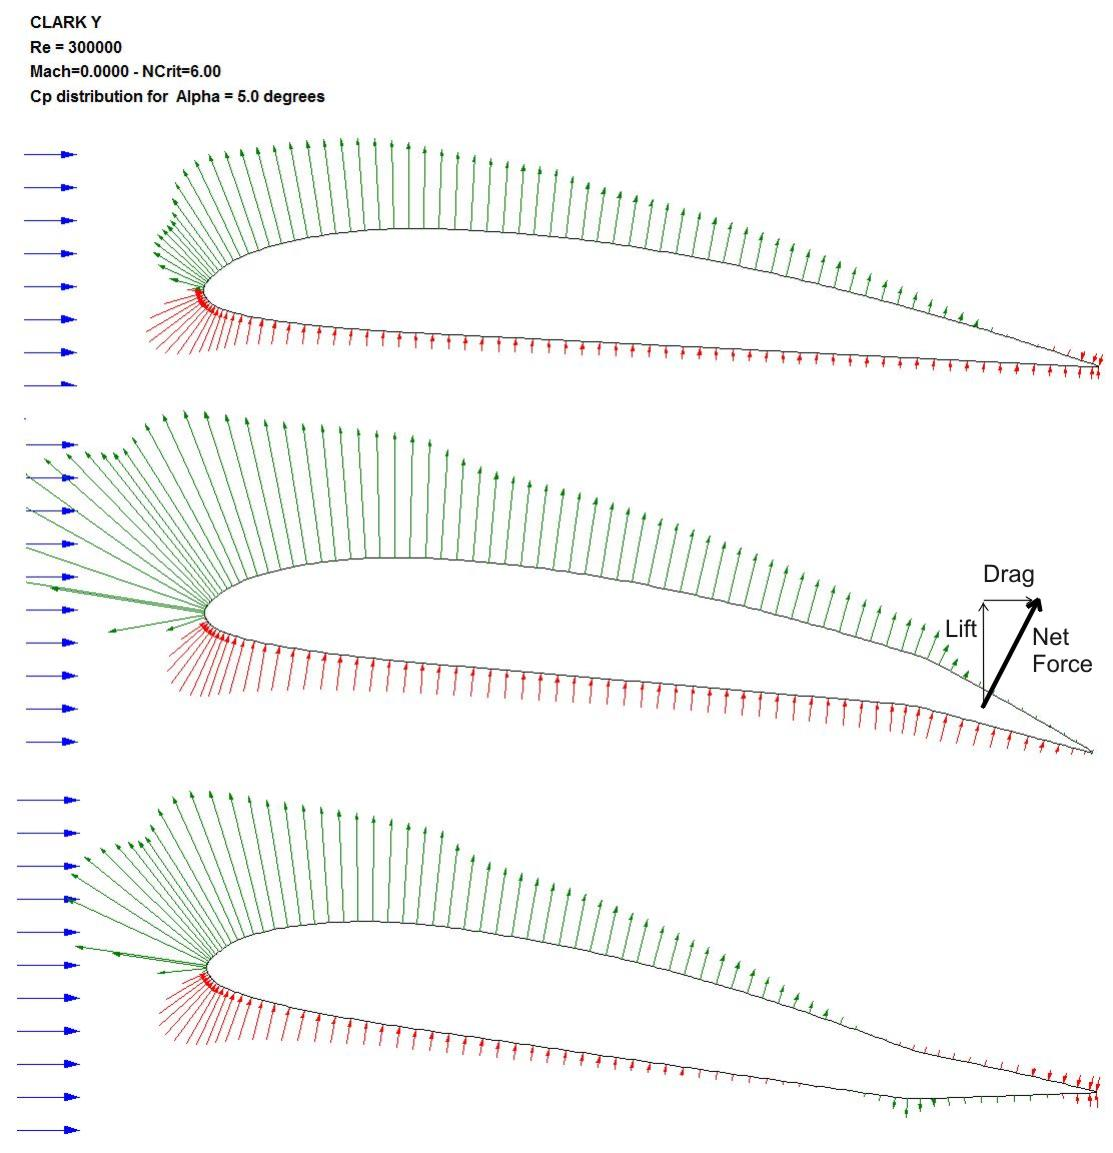 CLARK Y
Re = 300000
Mach=0.0000 - NCrit=6.00
Cp distribution for Alpha = 5.0 degrees
Drag
Lift
Net
Force